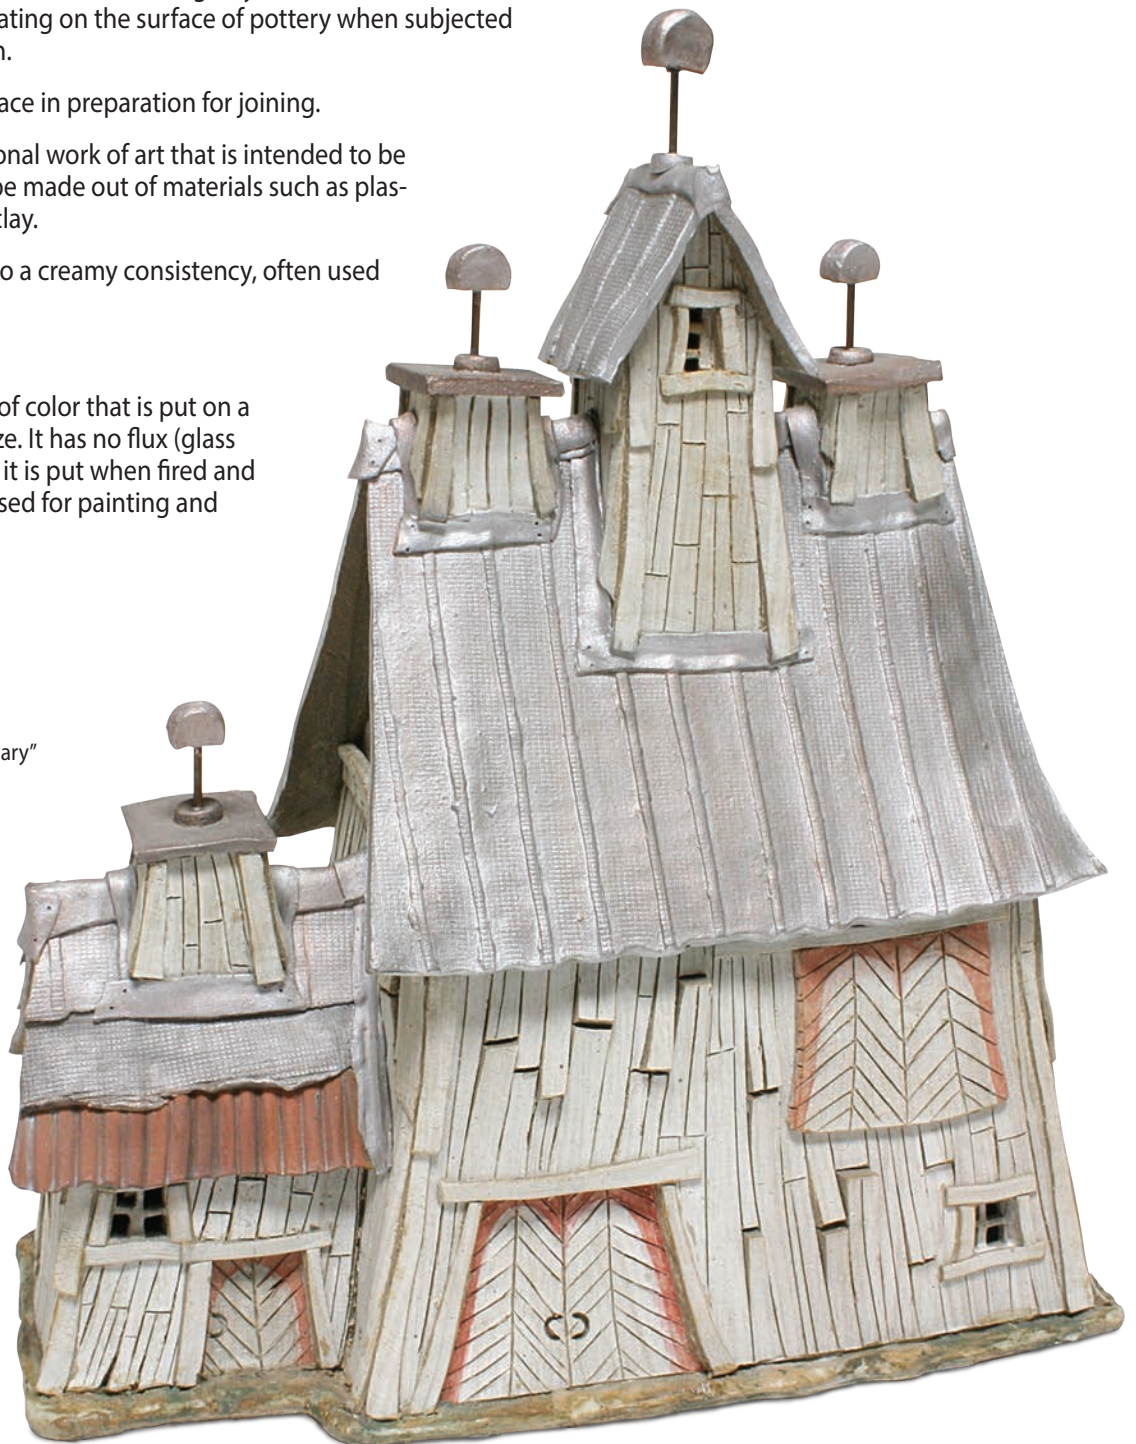 ating on the surface of pottery when subjected
n.
ace in preparation for joining.
onal work of art that is intended to be
be made out of materials such as plas-
clay.
o a creamy consistency, often used
of color that is put on a
ze. It has no flux (glass
it is put when fired and
sed for painting and
ary”